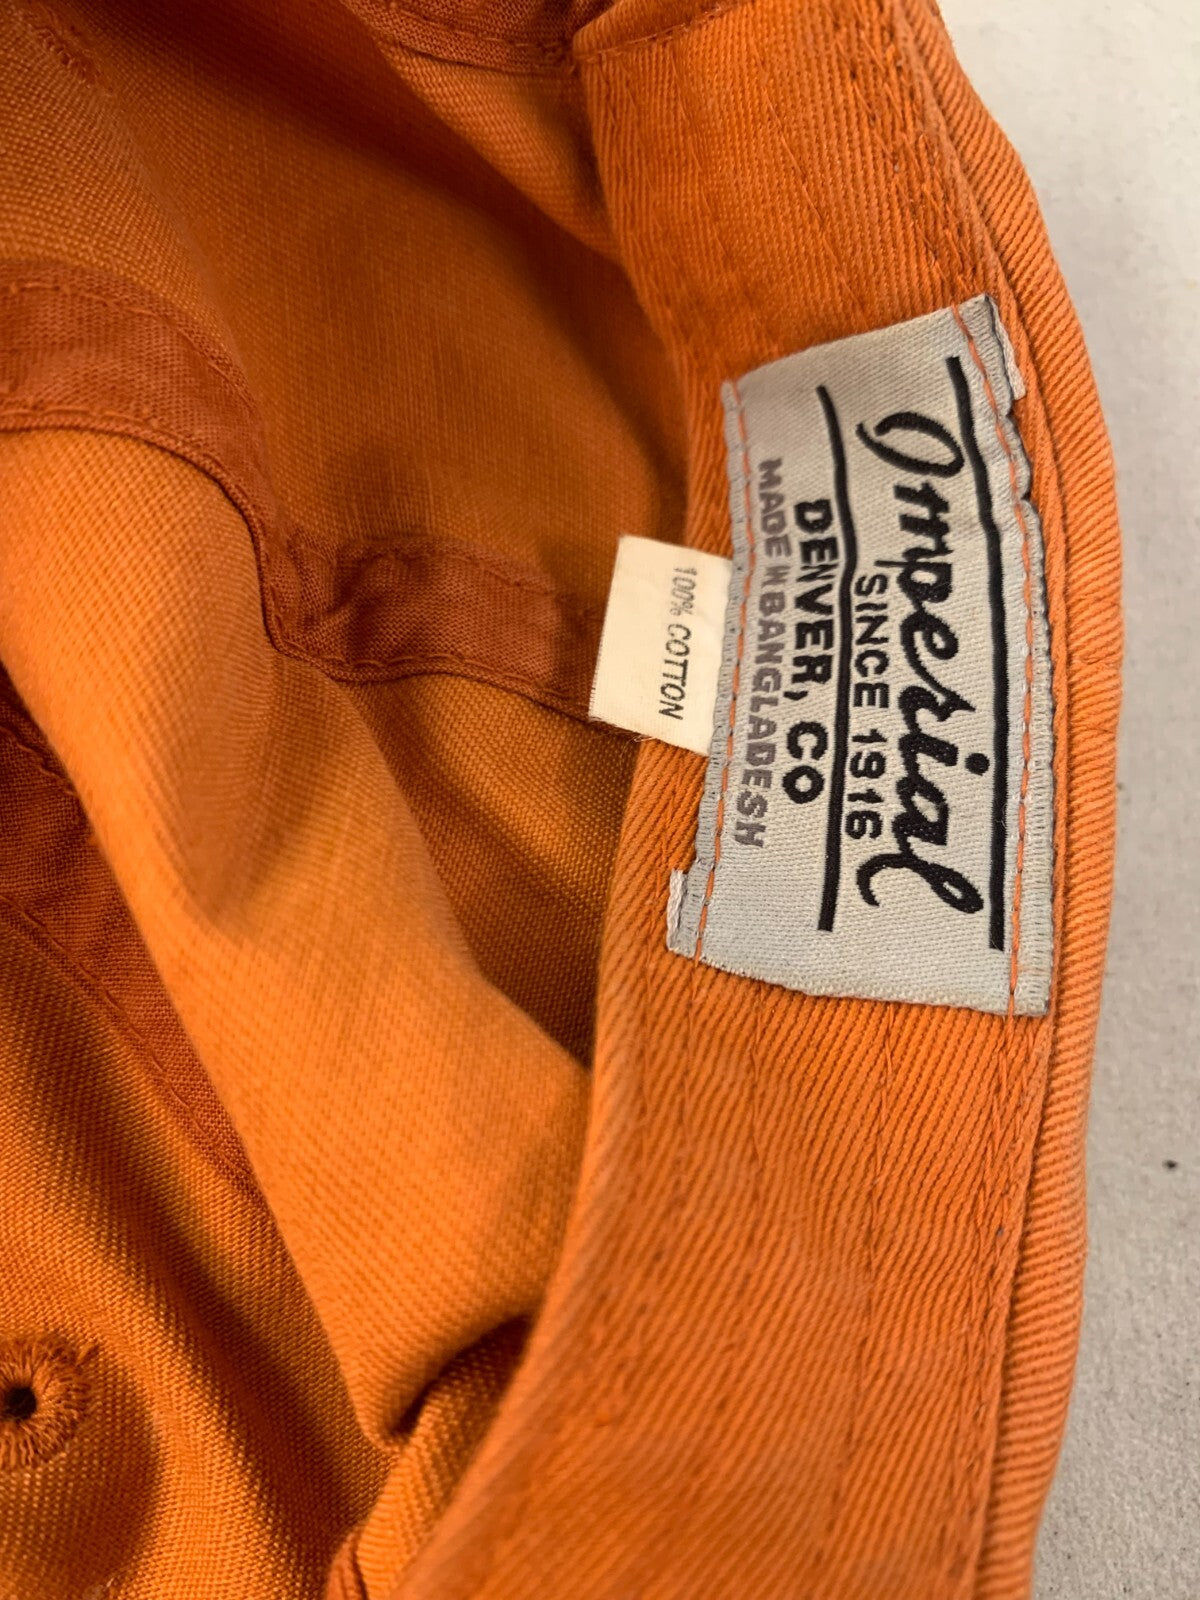 Imperial
SINCE 1916
DENVER, CO
MADE IN BANGLADESH
100% COTTON